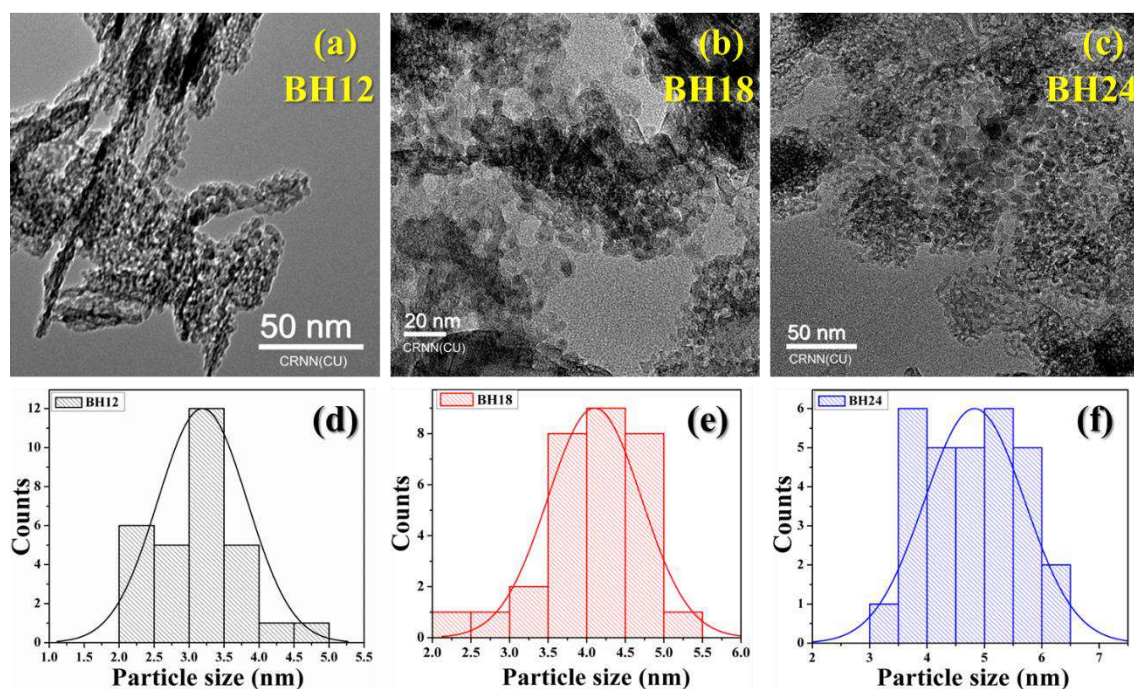 (a)
BH12
50 nm
CRNN(CU)
(b)
BH18
20 nm
CRNN(CU)
(c)
BH24
50 nm
CRNN(CU)
BH12
(d)
Counts
12
10
8
6
4
2
0
1.0 1.5 2.0 2.5 3.0 3.5 4.0 4.5 5.0 5.5
Particle size (nm)
BH18
(e)
Counts
8
6
4
2
0
2.0 2.5 3.0 3.5 4.0 4.5 5.0 5.5 6.0
Particle size (nm)
BH24
(f)
Counts
6
5
4
3
2
1
0
2 3 4 5 6 7
Particle size (nm)